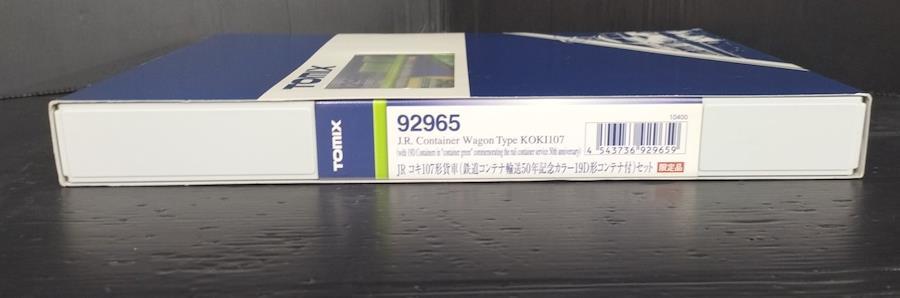 TOMIX
TOMIX
92965
10400
J.R. Container Wagon Type KOKI107
(with 19D Containers in "container green" commemorating the rail container service 50th anniversary)
JR コキ107形貨車(鉄道コンテナ輸送50年記念カラー19D形コンテナ付)セット 限定品
4 543736 929659